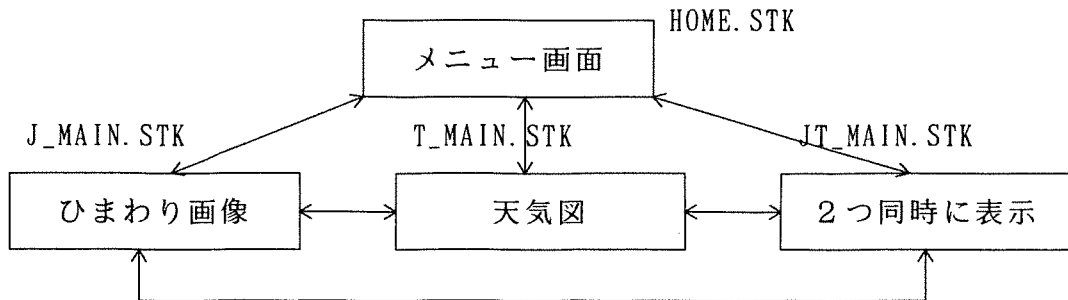 HOME.STK
メニュー画面
J_MAIN.STK
T_MAIN.STK
JT_MAIN.STK
ひまわり画像
天気図
2つ同時に表示